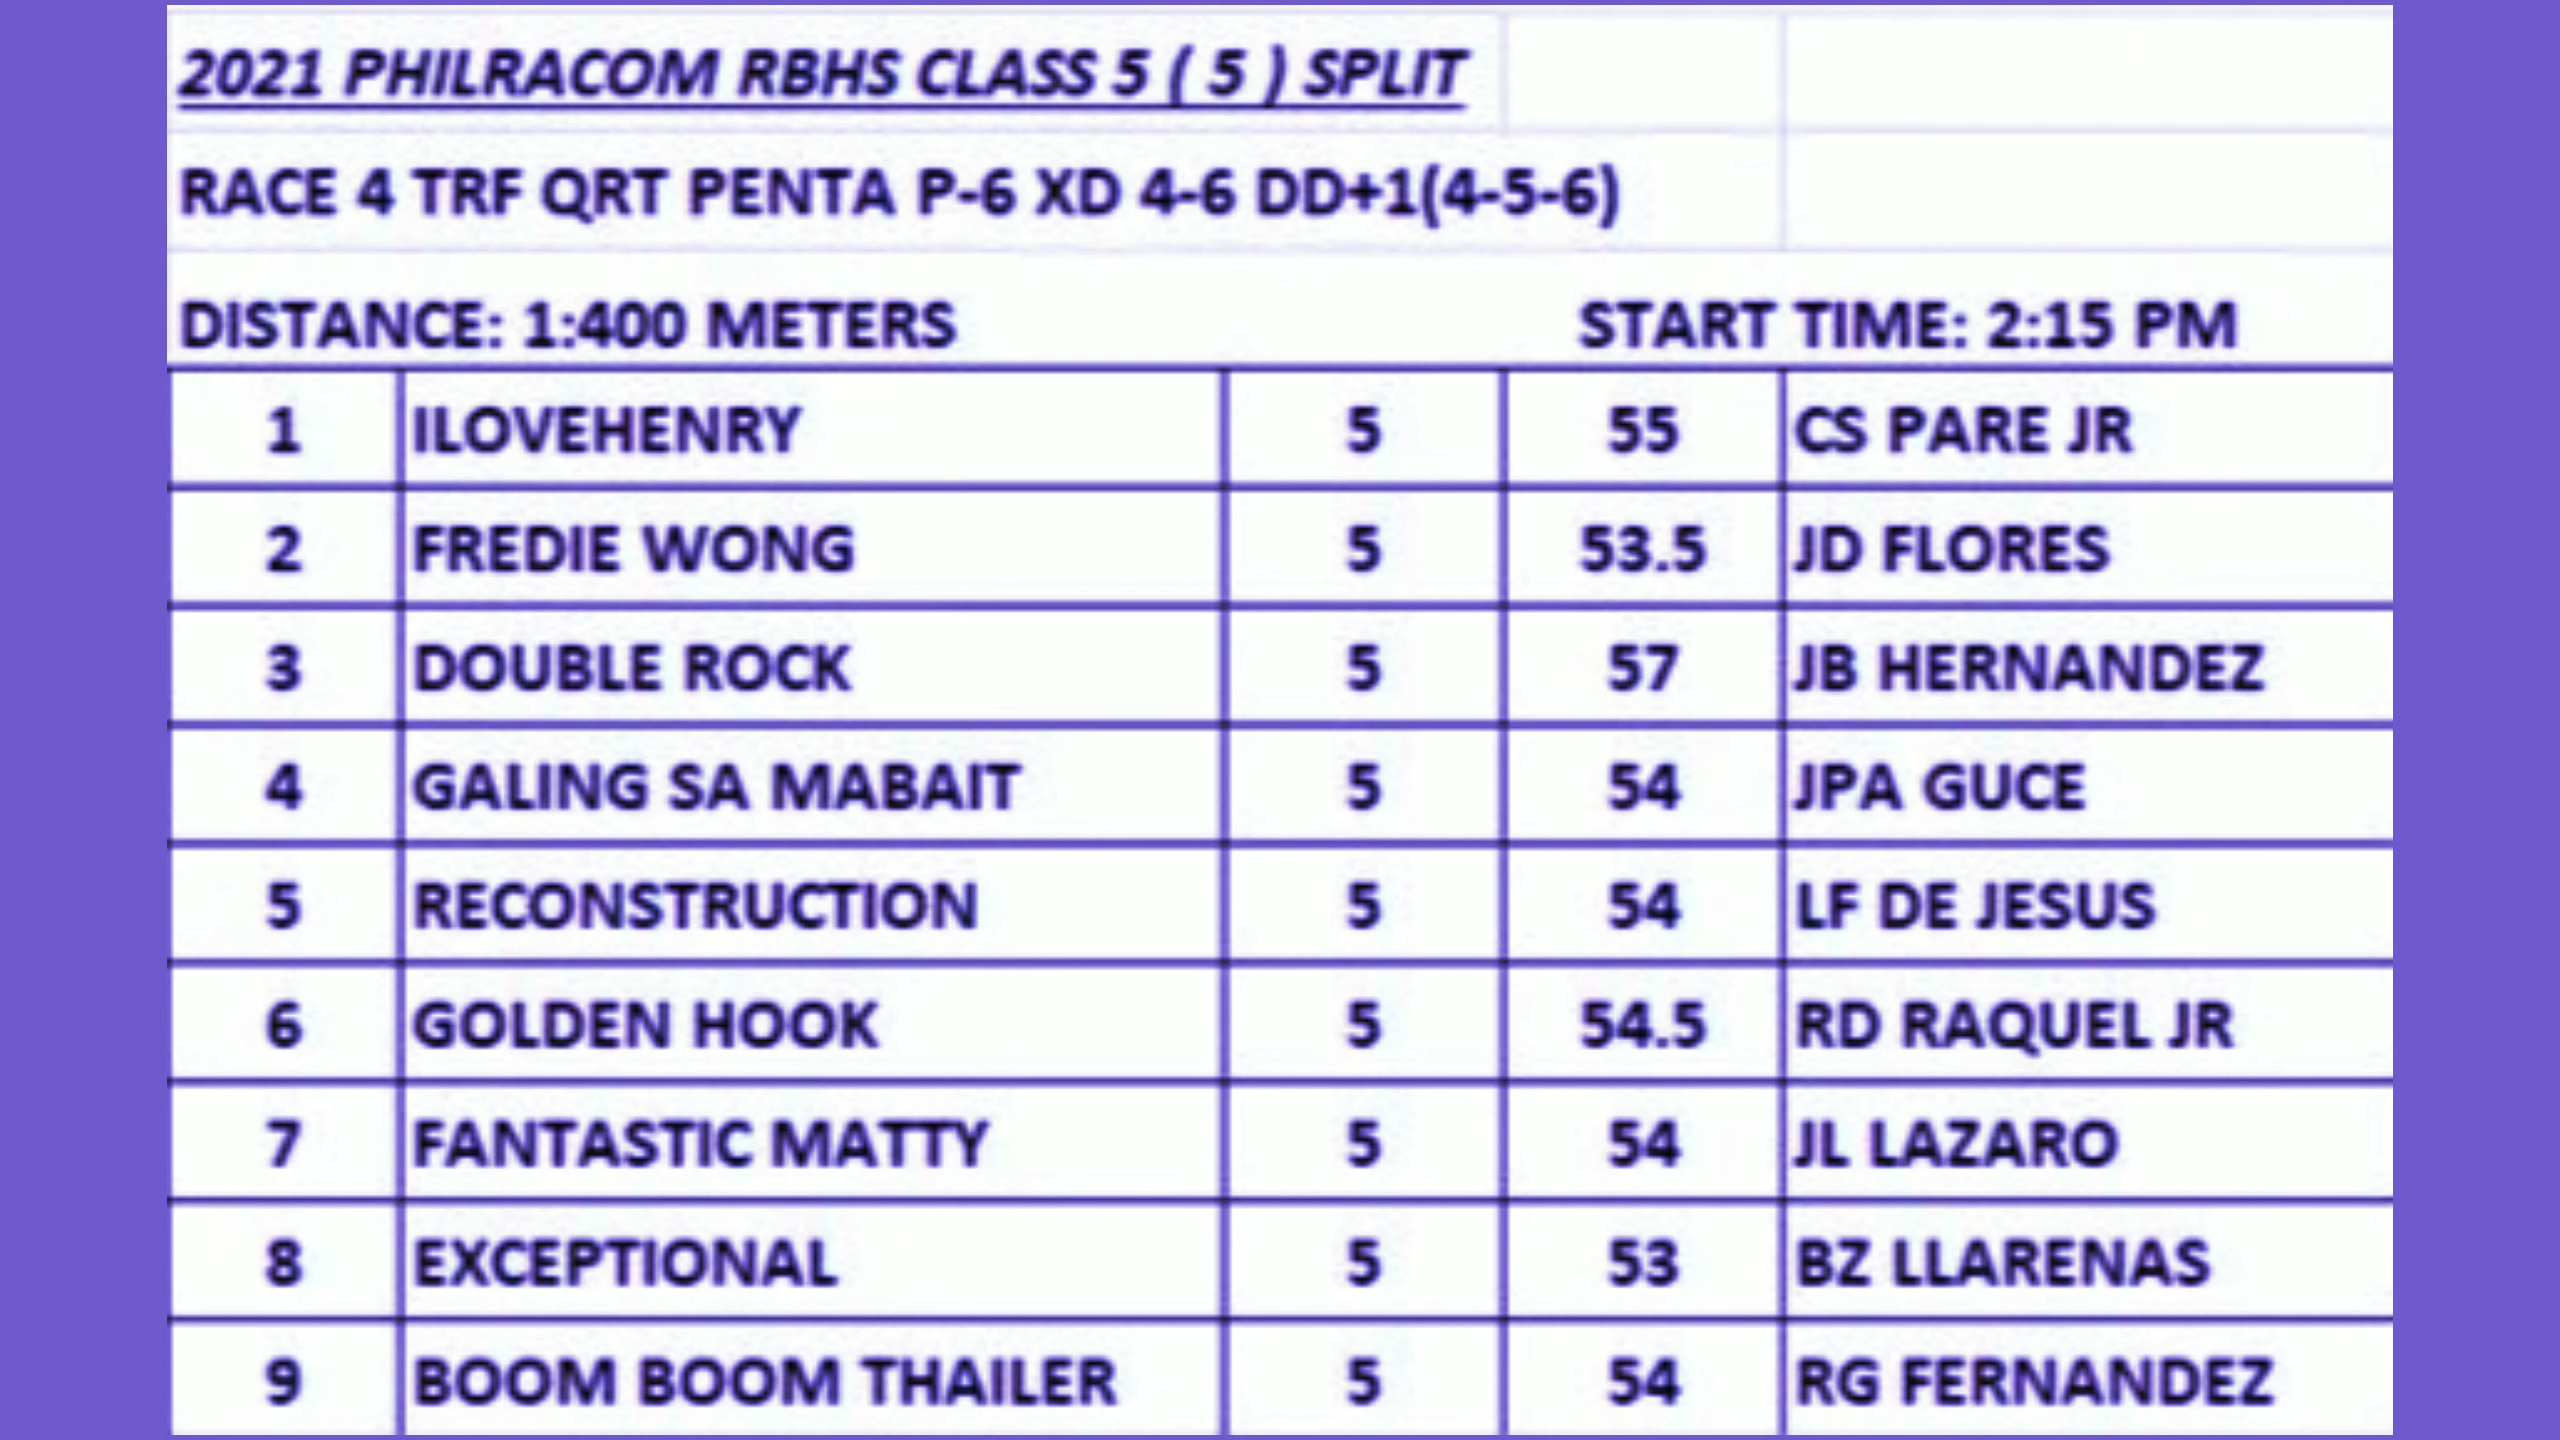 2021 PHILRACOM RBHS CLASS 5 ( 5 ) SPLIT
RACE 4 TRF QRT PENTA P-6 XD 4-6 DD+1(4-5-6)
DISTANCE: 1:400 METERS START TIME: 2:15 PM
1 ILOVEHENRY 5 55 CS PARE JR
2 FREDIE WONG 5 53.5 JD FLORES
3 DOUBLE ROCK 5 57 JB HERNANDEZ
4 GALING SA MABAIT 5 54 JPA GUCE
5 RECONSTRUCTION 5 54 LF DE JESUS
6 GOLDEN HOOK 5 54.5 RD RAQUEL JR
7 FANTASTIC MATTY 5 54 JL LAZARO
8 EXCEPTIONAL 5 53 BZ LLARENAS
9 BOOM BOOM THAILER 5 54 RG FERNANDEZ